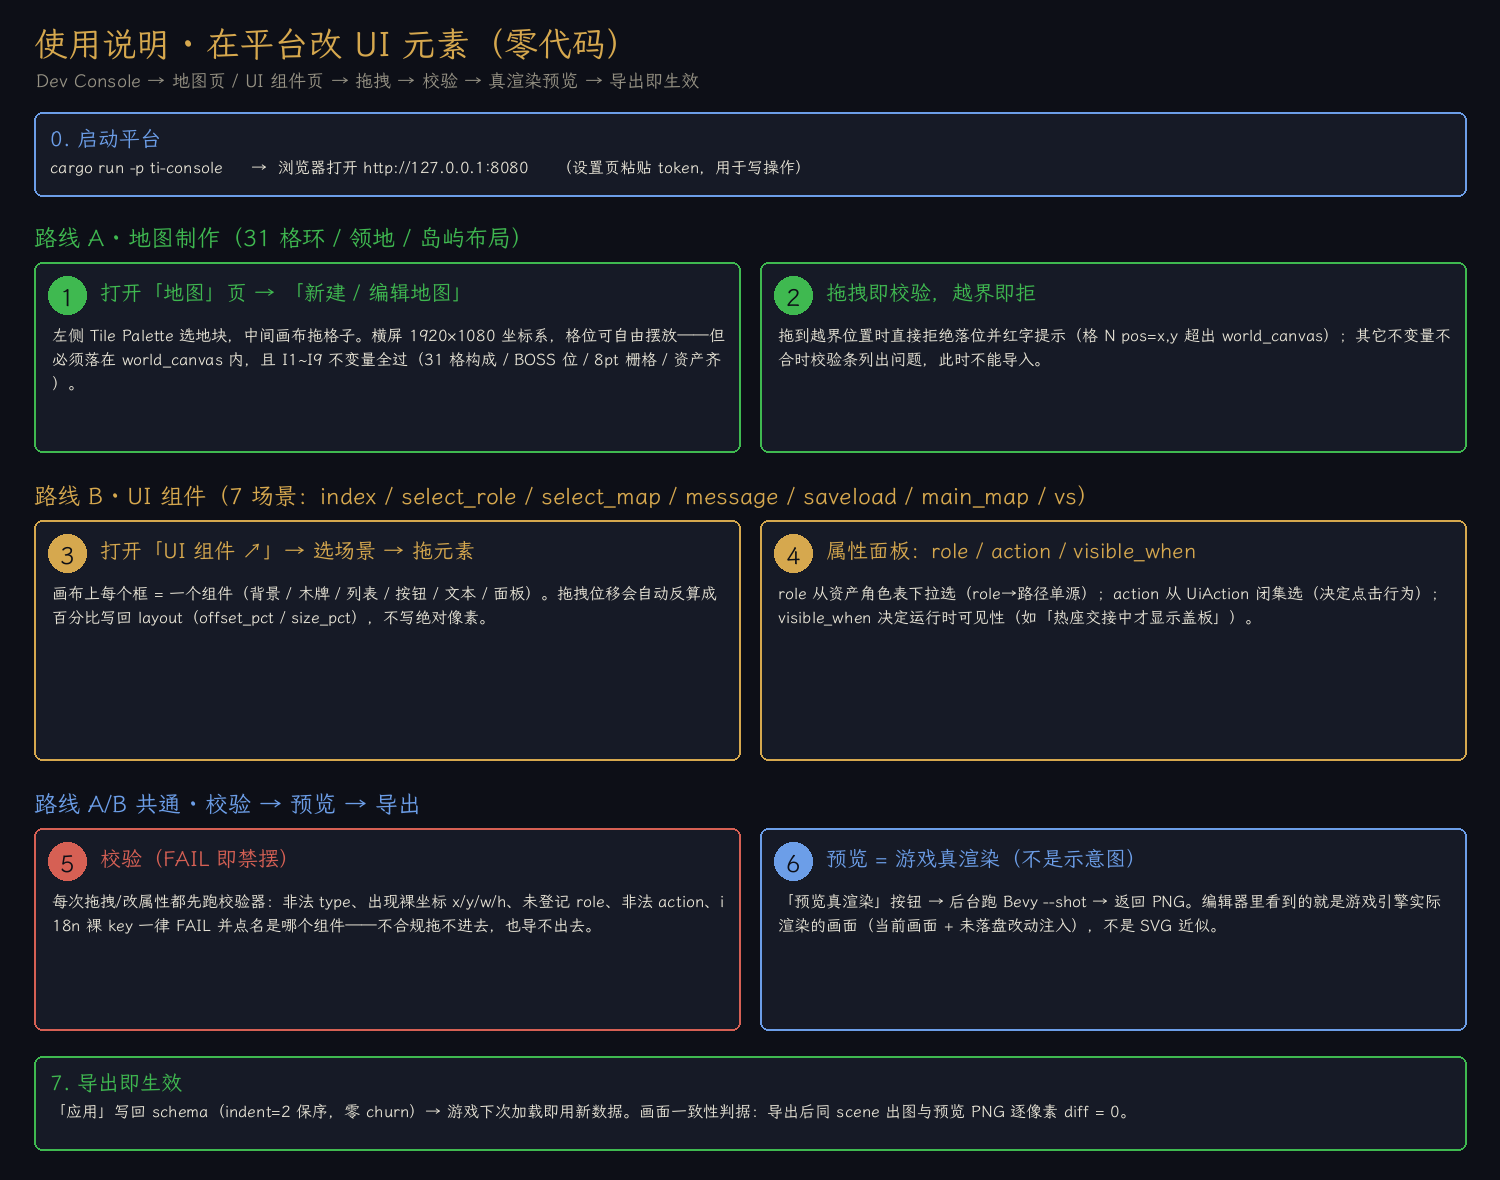 使用说明・在平台改 UI 元素（零代码）
Dev Console → 地图页 / UI 组件页 → 拖拽 → 校验 → 真渲染预览 → 导出即生效
0. 启动平台
cargo run -p ti-console → 浏览器打开 http://127.0.0.1:8080 （设置页粘贴 token，用于写操作）
路线 A・地图制作（31 格环 / 领地 / 岛屿布局）
1 打开「地图」页 → 「新建 / 编辑地图」
左侧 Tile Palette 选地块，中间画布拖格子。横屏 1920×1080 坐标系，格位可自由摆放——但
必须落在 world_canvas 内，且 I1~I9 不变量全过（31 格构成 / BOSS 位 / 8pt 栅格 / 资产齐
）。
2 拖拽即校验，越界即拒
拖到越界位置时直接拒绝落位并红字提示（格 N pos=x,y 超出 world_canvas）；其它不变量不
合时校验条列出问题，此时不能导入。
路线 B・UI 组件（7 场景：index / select_role / select_map / message / saveload / main_map / vs）
3 打开「UI 组件 ↗」→ 选场景 → 拖元素
画布上每个框 = 一个组件（背景 / 木牌 / 列表 / 按钮 / 文本 / 面板）。拖拽位移会自动反算成
百分比写回 layout（offset_pct / size_pct），不写绝对像素。
4 属性面板：role / action / visible_when
role 从资产角色表下拉选（role→路径单源）；action 从 UiAction 闭集选（决定点击行为）；
visible_when 决定运行时可见性（如「热座交接中才显示盖板」）。
路线 A/B 共通・校验 → 预览 → 导出
5 校验（FAIL 即禁摆）
每次拖拽/改属性都先跑校验器：非法 type、出现裸坐标 x/y/w/h、未登记 role、非法 action、i
18n 裸 key 一律 FAIL 并点名是哪个组件——不合规拖不进去，也导不出去。
6 预览 = 游戏真渲染（不是示意图）
「预览真渲染」按钮 → 后台跑 Bevy --shot → 返回 PNG。编辑器里看到的就是游戏引擎实际
渲染的画面（当前画面 + 未落盘改动注入），不是 SVG 近似。
7. 导出即生效
「应用」写回 schema（indent=2 保序，零 churn）→ 游戏下次加载即用新数据。画面一致性判据：导出后同 scene 出图与预览 PNG 逐像素 diff = 0。